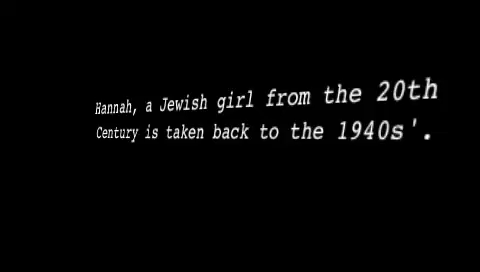 Hannah, a Jewish girl from the 20th
Century is taken back to the 1940s'.